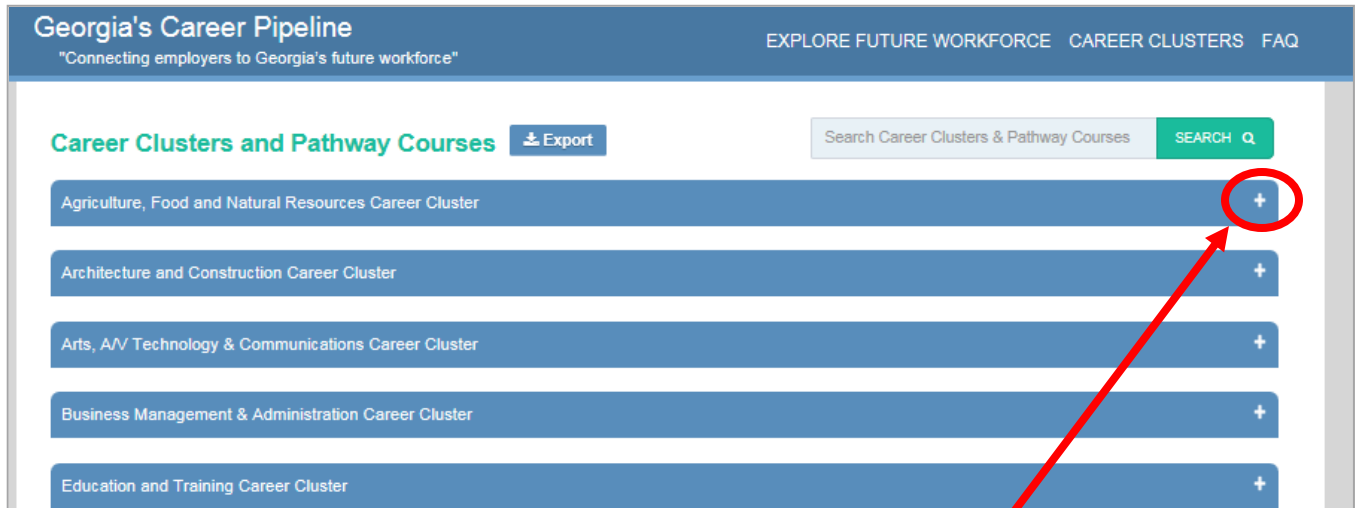 Georgia's Career Pipeline
"Connecting employers to Georgia's future workforce"
EXPLORE FUTURE WORKFORCE CAREER CLUSTERS FAQ
Career Clusters and Pathway Courses
Export
Search Career Clusters & Pathway Courses
SEARCH
Agriculture, Food and Natural Resources Career Cluster
+
Architecture and Construction Career Cluster
+
Arts, A/V Technology & Communications Career Cluster
+
Business Management & Administration Career Cluster
+
Education and Training Career Cluster
+